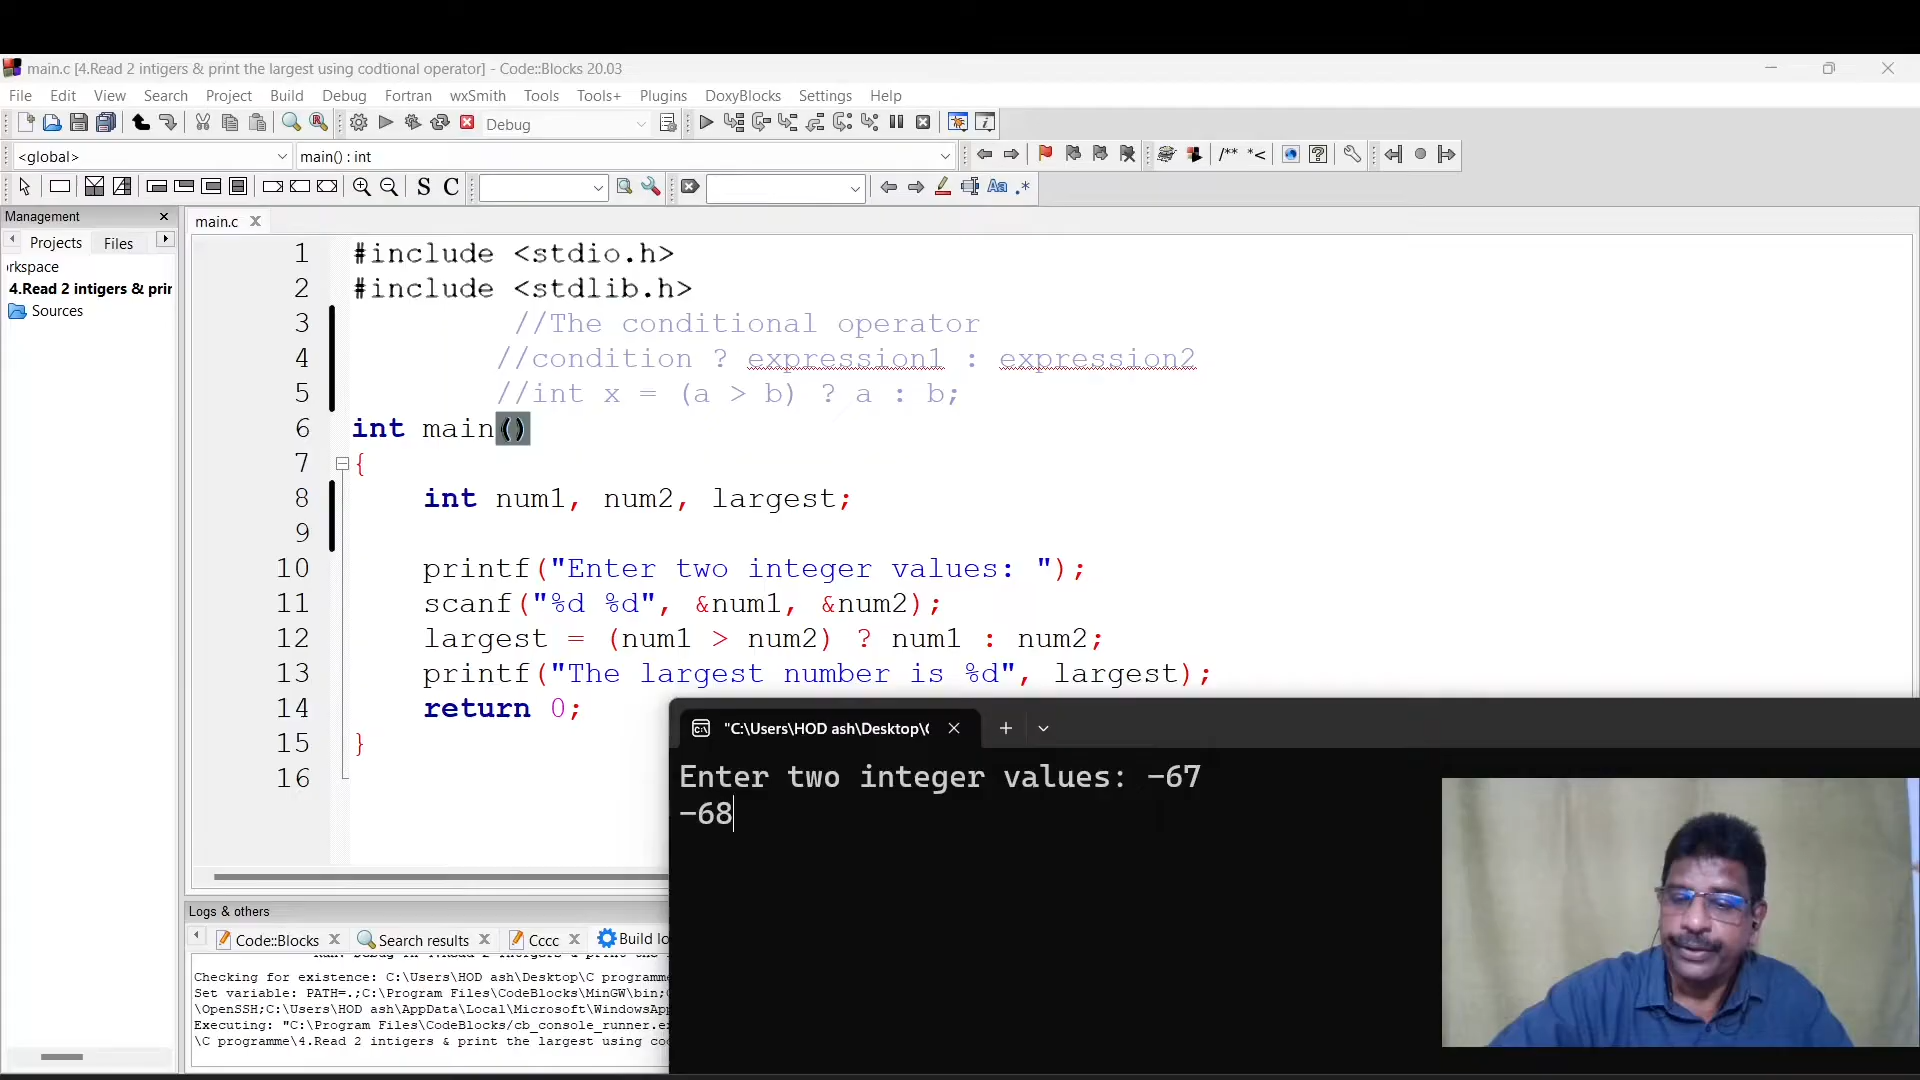 main.c [4.Read 2 intigers & print the largest using codtional operator] - Code::Blocks 20.03
File Edit View Search Project Build Debug Fortran wxSmith Tools Tools+ Plugins DoxyBlocks Settings Help
Debug
<global> main() : int /** *<
S C Aa .*
Management
main.c
Projects Files
rkspace
4.Read 2 intigers & prin
Sources
1 #include <stdio.h>
2 #include <stdlib.h>
3 //The conditional operator
4 //condition ? expression1 : expression2
5 //int x = (a > b) ? a : b;
6 int main()
7 {
8 int num1, num2, largest;
9
10 printf("Enter two integer values: ");
11 scanf("%d %d", &num1, &num2);
12 largest = (num1 > num2) ? num1 : num2;
13 printf("The largest number is %d", largest);
14 return 0;
15 }
16
"C:\Users\HOD ash\Desktop\C
Enter two integer values: -67
-68
Logs & others
Code::Blocks Search results Cccc Build lo
Checking for existence: C:\Users\HOD ash\Desktop\C programme
Set variable: PATH=.;C:\Program Files\CodeBlocks\MinGW\bin;C
\OpenSSH;C:\Users\HOD ash\AppData\Local\Microsoft\WindowsApp
Executing: "C:\Program Files\CodeBlocks/cb_console_runner.ex
\C programme\4.Read 2 intigers & print the largest using co